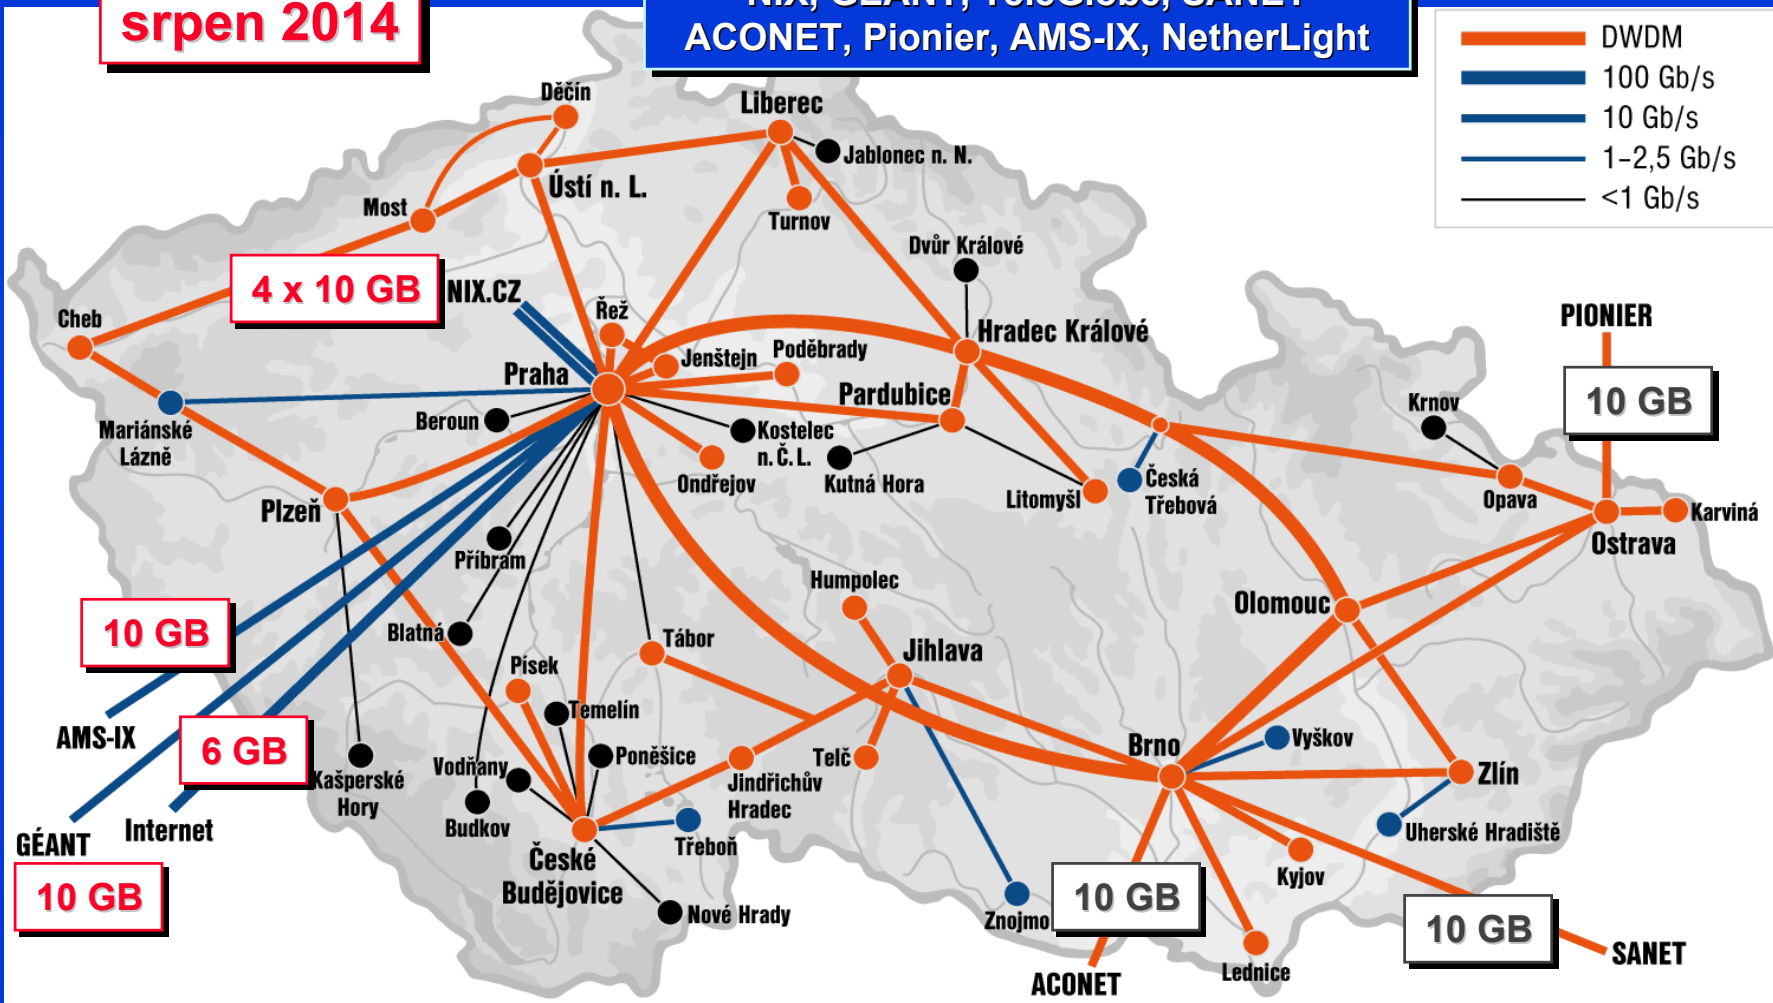 srpen 2014
NIX, GÉANT, TeleGlobe, SANET
ACONET, Pionier, AMS-IX, NetherLight
DWDM
100 Gb/s
10 Gb/s
1–2,5 Gb/s
<1 Gb/s
Děčín
Liberec
Jablonec n. N.
Ústí n. L.
Most
Turnov
Dvůr Králové
4 x 10 GB
NIX.CZ
Cheb
Řež
Hradec Králové
PIONIER
Jenštejn
Poděbrady
Praha
Pardubice
10 GB
Krnov
Mariánské
Lázně
Beroun
Kostelec
n. Č. L.
Ondřejov
Kutná Hora
Litomyšl
Česká
Třebová
Opava
Karviná
Ostrava
Plzeň
Příbram
Humpolec
Olomouc
10 GB
Blatná
Tábor
Jihlava
Písek
Temelín
AMS-IX
6 GB
Poněšice
Telč
Brno
Vyškov
Zlín
Kašperské
Hory
Vodňany
Budkov
Jindřichův
Hradec
GÉANT
Internet
Třeboň
Uherské Hradiště
České
Budějovice
10 GB
Nové Hrady
Znojmo
10 GB
Kyjov
10 GB
SANET
Lednice
ACONET